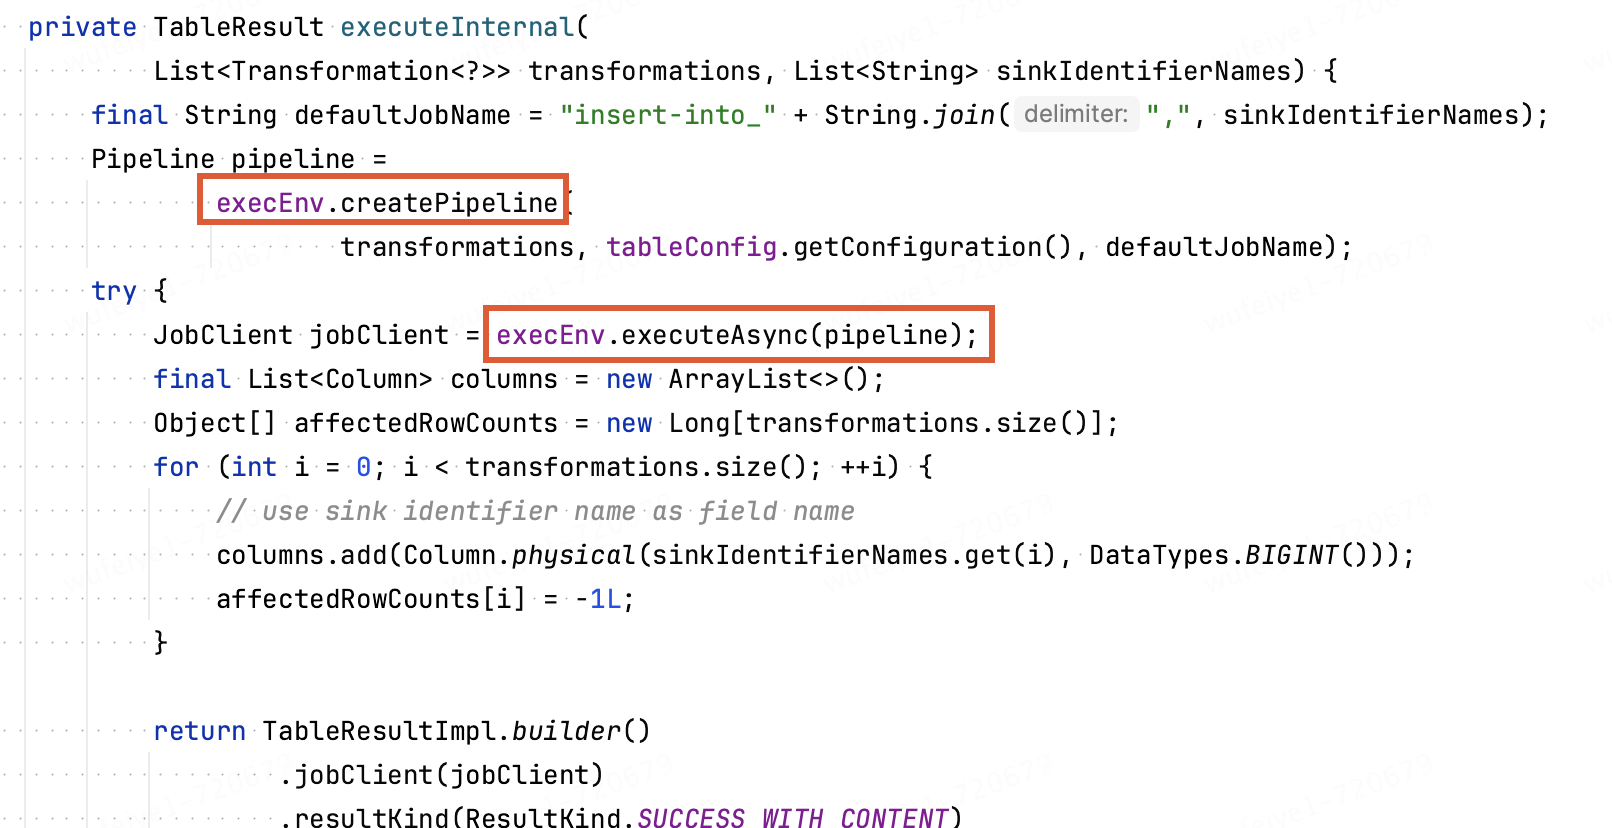 private TableResult executeInternal(
List<Transformation<?>> transformations, List<String> sinkIdentifierNames) {
final String defaultJobName = "insert-into_" + String.join( delimiter: ",", sinkIdentifierNames);
Pipeline pipeline =
execEnv.createPipeline(
transformations, tableConfig.getConfiguration(), defaultJobName);
try {
JobClient jobClient = execEnv.executeAsync(pipeline);
final List<Column> columns = new ArrayList<>();
Object[] affectedRowCounts = new Long[transformations.size()];
for (int i = 0; i < transformations.size(); ++i) {
// use sink identifier name as field name
columns.add(Column.physical(sinkIdentifierNames.get(i), DataTypes.BIGINT()));
affectedRowCounts[i] = -1L;
}
return TableResultImpl.builder()
.jobClient(jobClient)
.resultKind(ResultKind.SUCCESS_WITH_CONTENT)